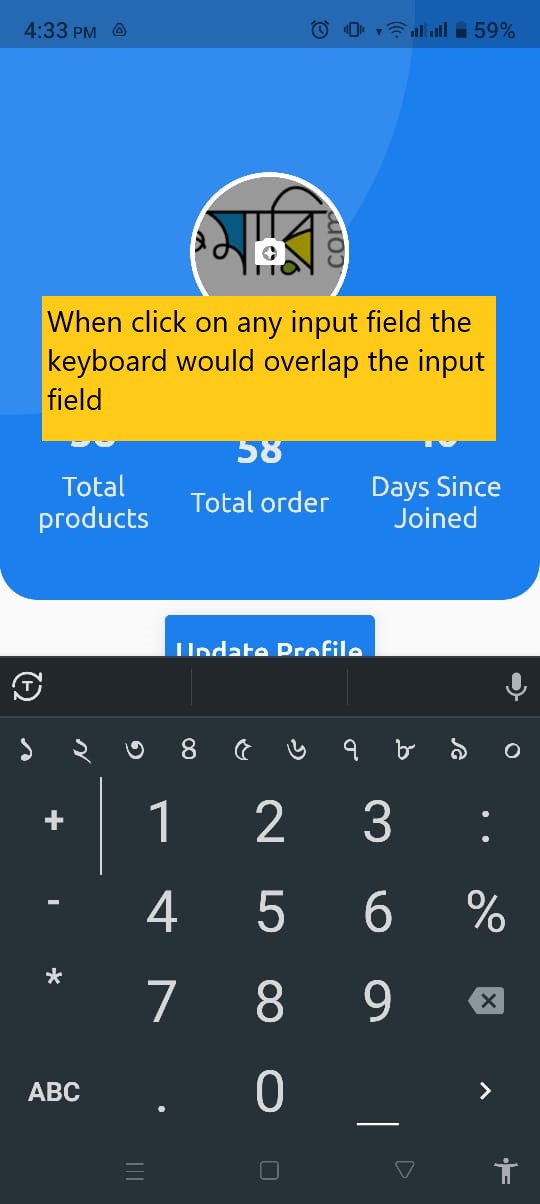 4:33 PM
59%
com
When click on any input field the
keyboard would overlap the input
field
58
Total
products
Total order
Days Since
Joined
Update Profile
T
১ ২ ৩ ৪ ৫ ৬ ৭ ৮ ৯ ০
+ 1 2 3 :
- 4 5 6 %
* 7 8 9
ABC . 0 _